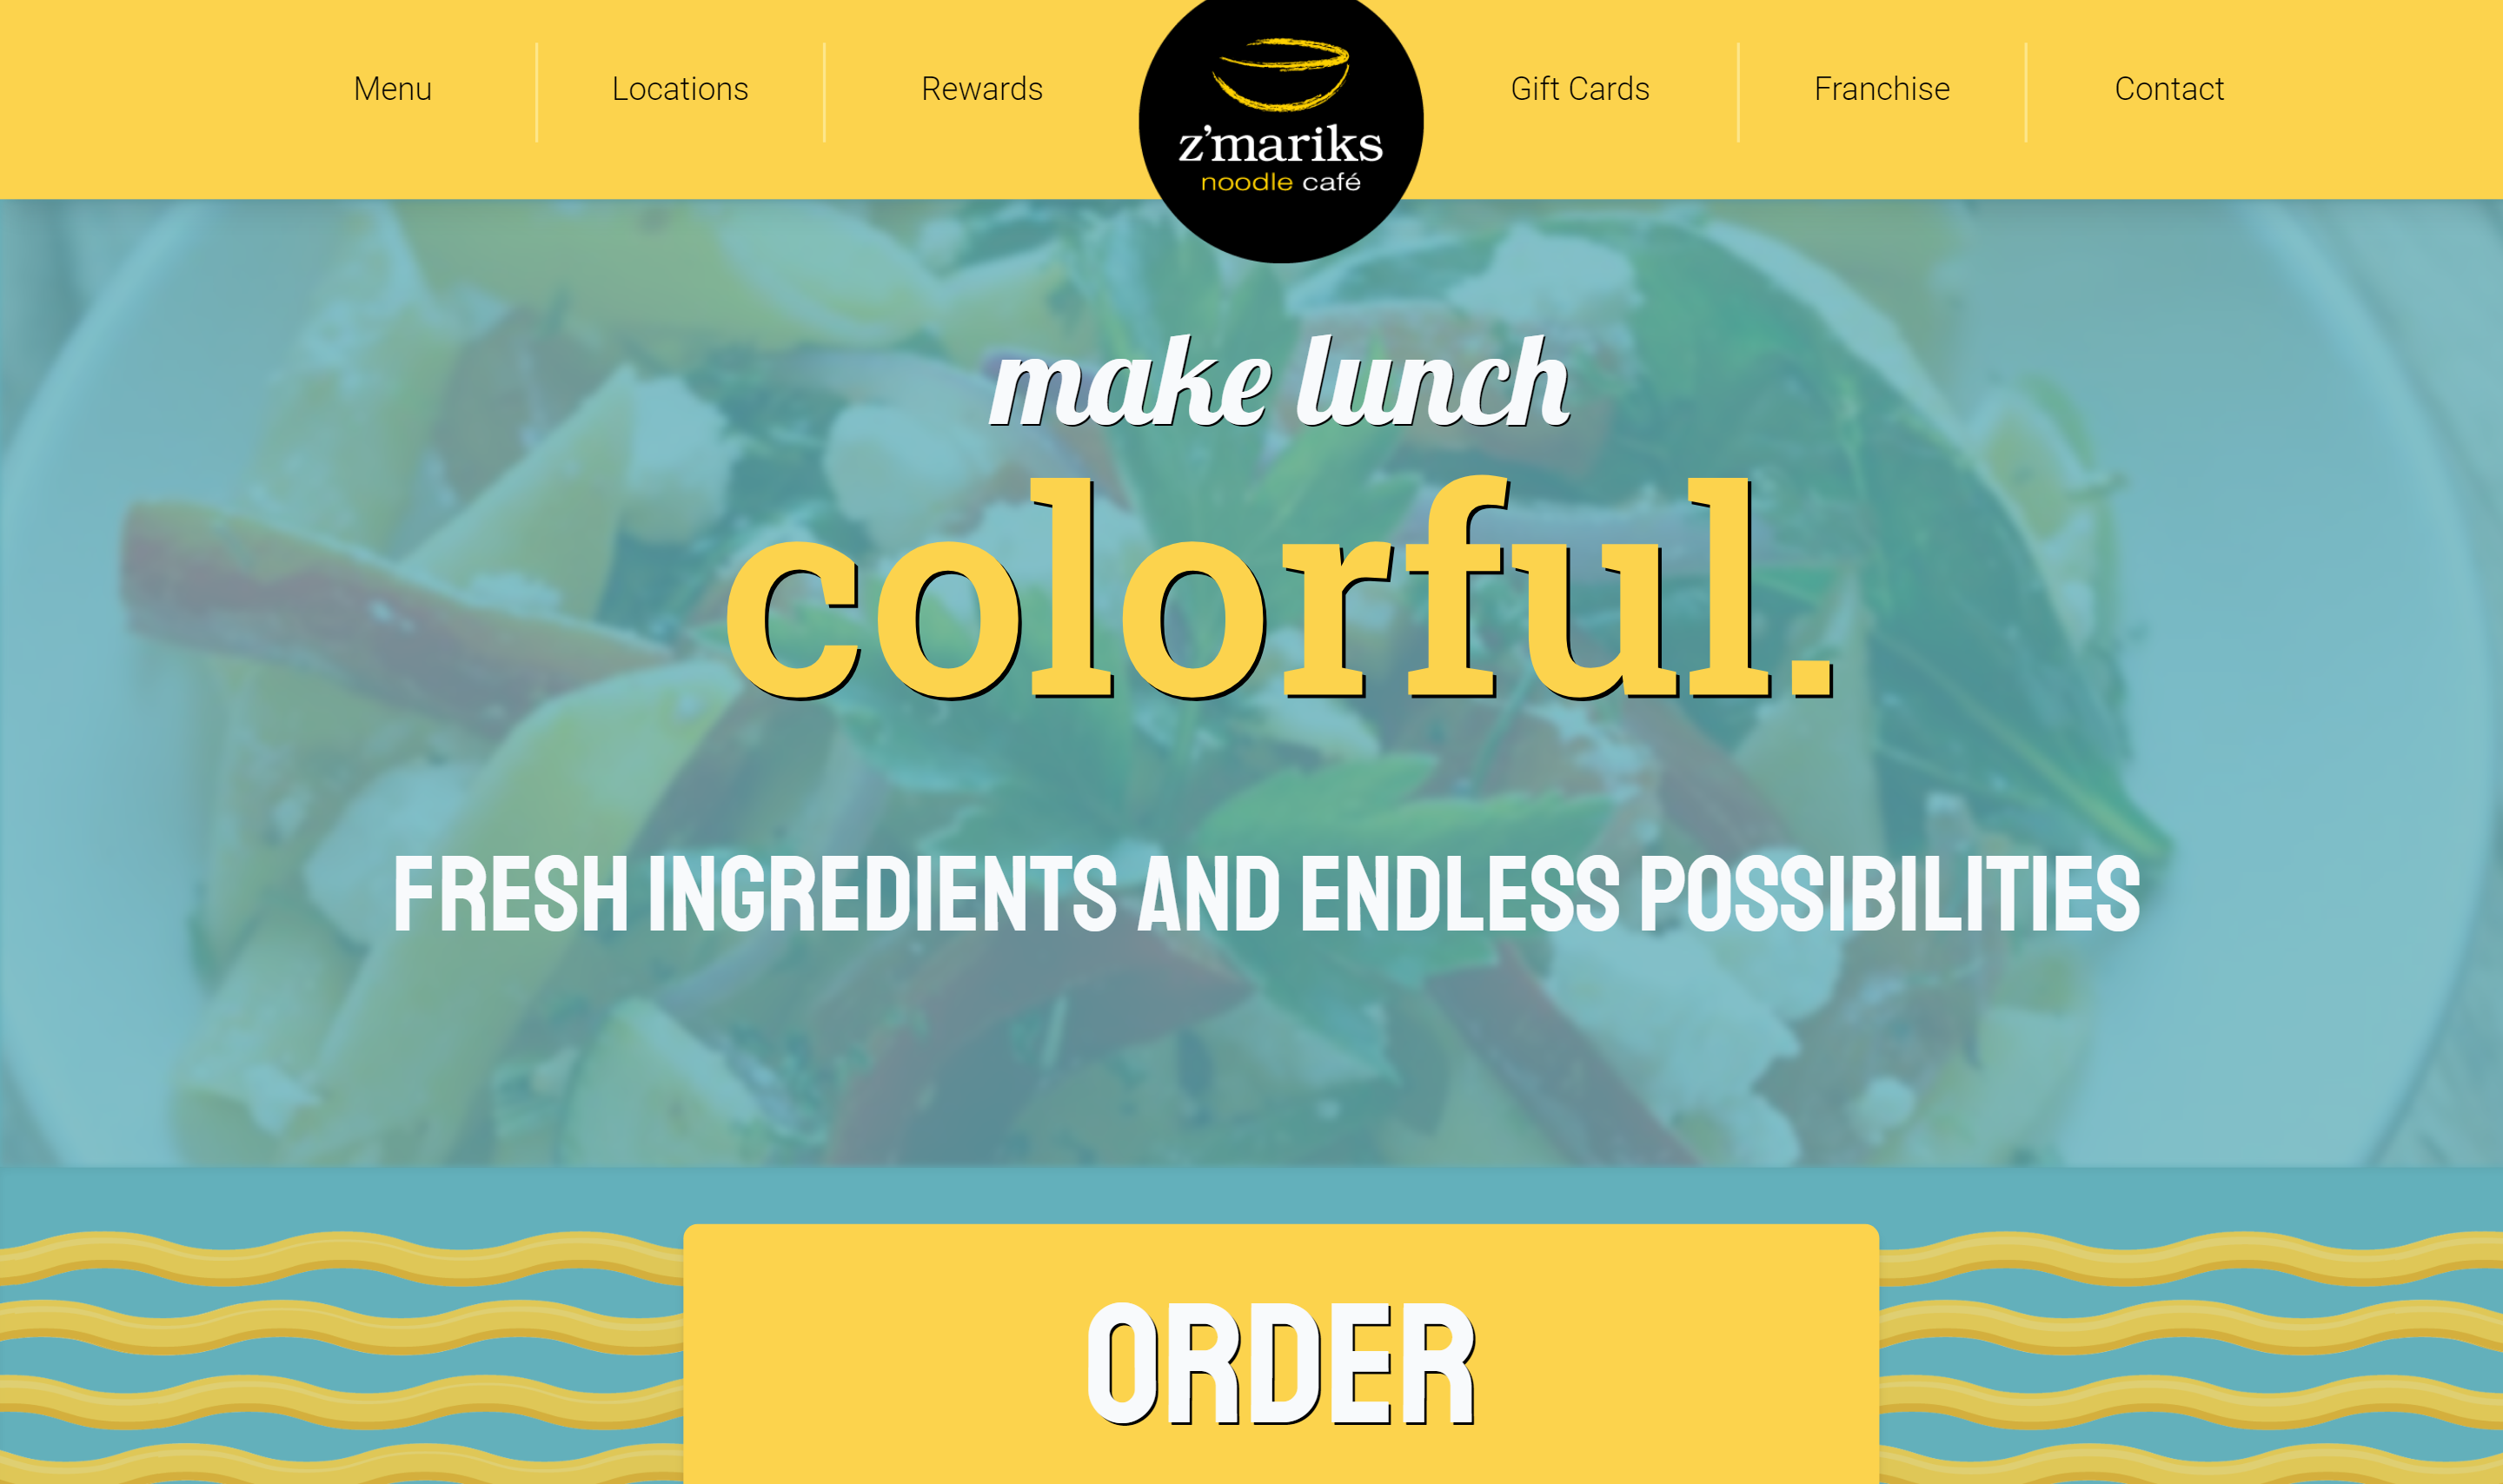 Menu
Locations
Rewards
z'mariks
noodle café
Gift Cards
Franchise
Contact
make lunch
colorful.
FRESH INGREDIENTS AND ENDLESS POSSIBILITIES
ORDER